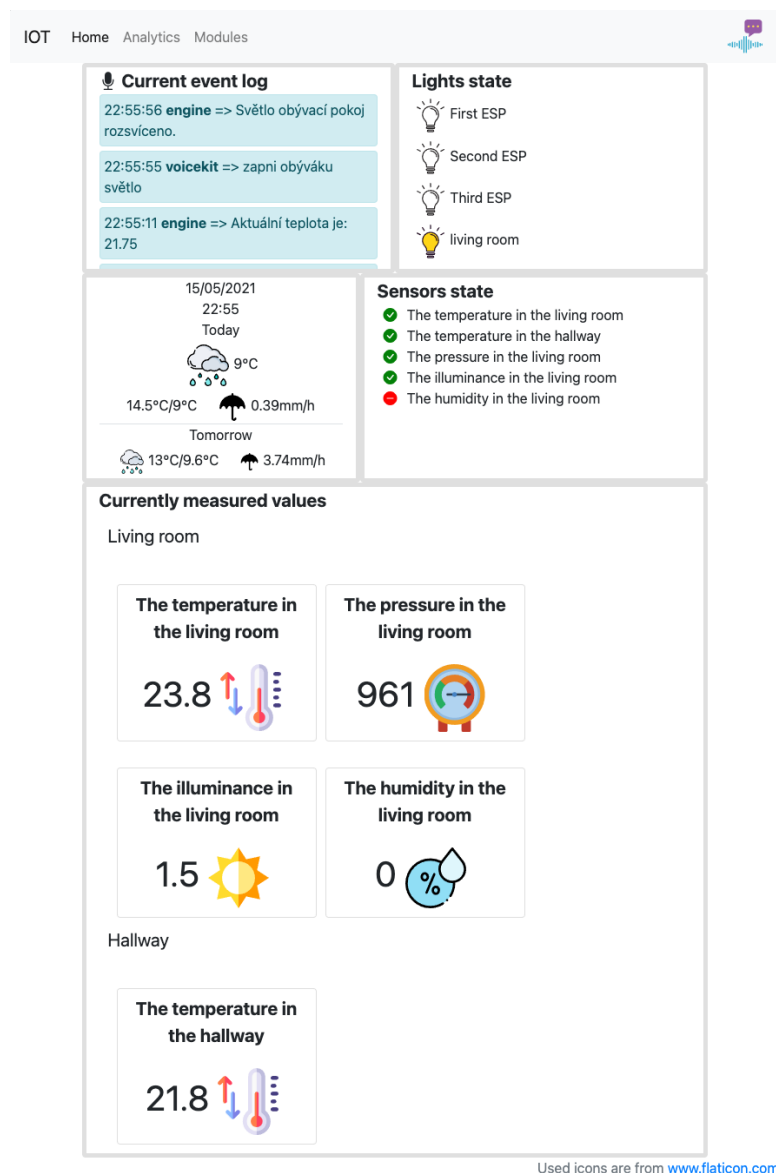 IOT Home Analytics Modules
Current event log
22:55:56 engine => Světlo obývací pokoj
rozsvíceno.
22:55:55 voicekit => zapni obýváku
světlo
22:55:11 engine => Aktuální teplota je:
21.75
Lights state
First ESP
Second ESP
Third ESP
living room
15/05/2021
22:55
Today
9°C
14.5°C/9°C 0.39mm/h
Tomorrow
13°C/9.6°C 3.74mm/h
Sensors state
The temperature in the living room
The temperature in the hallway
The pressure in the living room
The illuminance in the living room
The humidity in the living room
Currently measured values
Living room
The temperature in
the living room
23.8
The pressure in the
living room
961
The illuminance in
the living room
1.5
The humidity in the
living room
0 %
Hallway
The temperature in
the hallway
21.8
Used icons are from www.flaticon.com